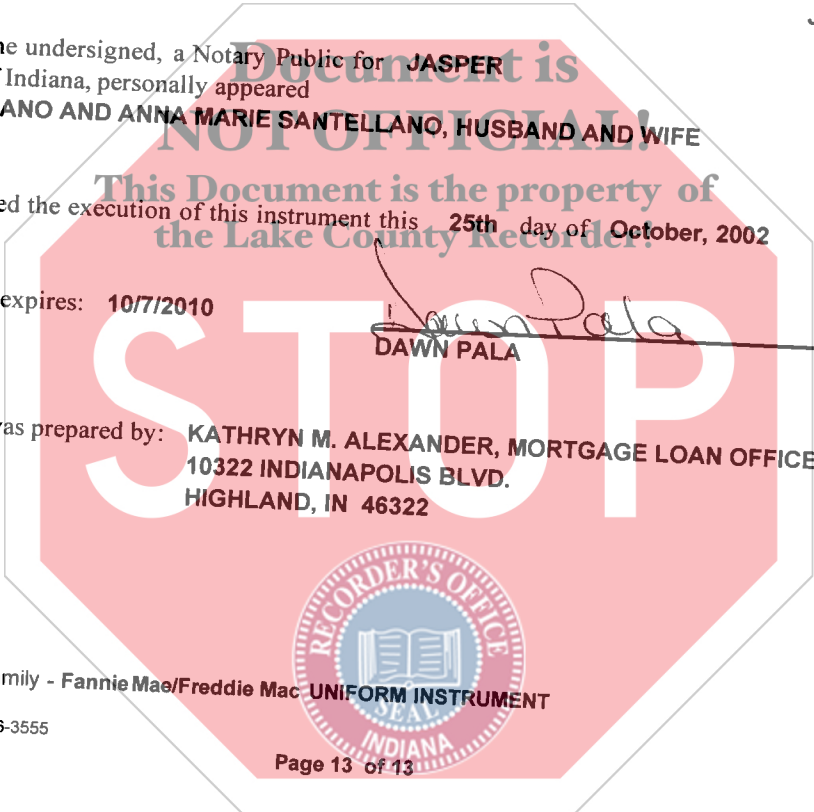 he undersigned, a Notary Public for JASPER
Indiana, personally appeared
ANO AND ANNA MARIE SANTELLANO, HUSBAND AND WIFE
ed the execution of this instrument this 25th day of October, 2002
expires: 10/7/2010
Dawn Pala
DAWN PALA
as prepared by: KATHRYN M. ALEXANDER, MORTGAGE LOAN OFFICE
10322 INDIANAPOLIS BLVD.
HIGHLAND, IN 46322
mily - Fannie Mae/Freddie Mac UNIFORM INSTRUMENT
6-3555
Page 13 of 13
Document is
NOT OFFICIAL!
This Document is the property of
the Lake County Recorder!
STOP
RECORDER'S OFFICE
SEAL
INDIANA